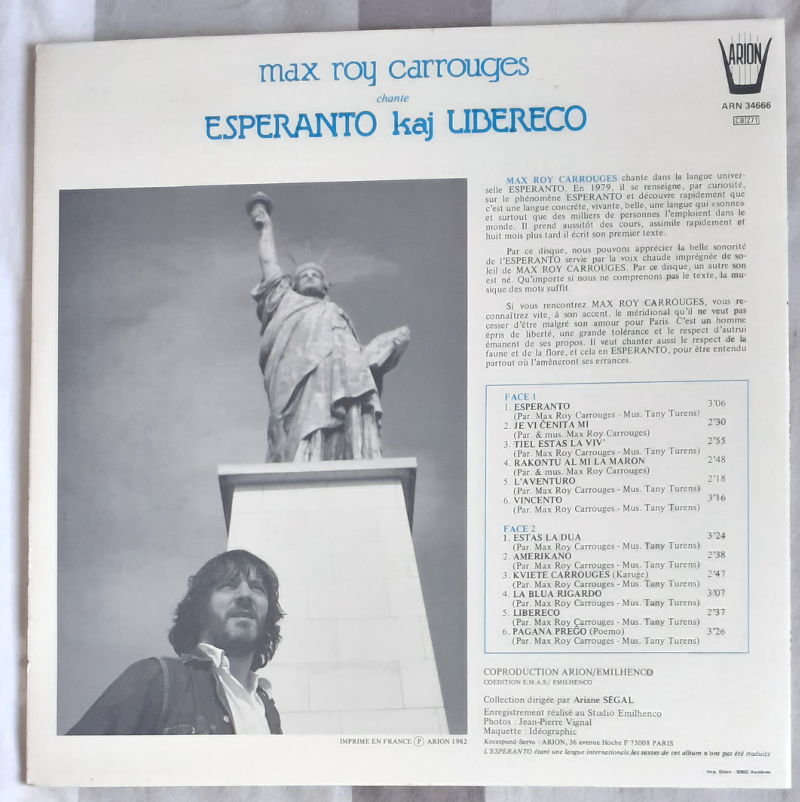 max roy carrouges
chante
ESPERANTO kaj LIBERECO
ARION
ARN 34666
CB 271
MAX ROY CARROUGES chante dans la langue univer-
selle ESPERANTO. En 1979, il se renseigne, par curiosité,
sur le phénomène ESPERANTO et découvre rapidement que
c'est une langue concrète, vivante, belle, une langue qui «sonne»
et surtout que des milliers de personnes l'emploient dans le
monde. Il prend aussitôt des cours, assimile rapidement et
huit mois plus tard il écrit son premier texte.
Par ce disque, nous pouvons apprécier la belle sonorité
de l'ESPERANTO servie par la voix chaude imprégnée de so-
leil de MAX ROY CARROUGES. Par ce disque, un autre son
est né. Qu'importe si nous ne comprenons pas le texte, la mu-
sique des mots suffit.
Si vous rencontrez MAX ROY CARROUGES, vous re-
connaîtrez vite, à son accent, le méridional qu'il ne veut pas
cesser d'être malgré son amour pour Paris. C'est un homme
épris de liberté, une grande tolérance et le respect d'autrui
émanent de ses propos. Il veut chanter aussi le respect de la
faune et de la flore, et cela en ESPERANTO, pour être entendu
partout où l'amèneront ses errances.
FACE 1
1. ESPERANTO 3'06
(Par. Max Roy Carrouges - Mus. Tany Turens)
2. JE VI ĈENITA MI 2'30
(Par. & mus. Max Roy Carrouges)
3. TIEL ESTAS LA VIV' 2'55
(Par. Max Roy Carrouges - Mus. Tany Turens)
4. RAKONTU AL MI LA MARON 2'48
(Par. & mus. Max Roy Carrouges)
5. L'AVENTURO 2'18
(Par. Max Roy Carrouges - Mus. Tany Turens)
6. VINCENTO 3'16
(Par. Max Roy Carrouges - Mus. Tany Turens)
FACE 2
1. ESTAS LA DUA 3'24
(Par. Max Roy Carrouges - Mus. Tany Turens)
2. AMERIKANO 2'38
(Par. Max Roy Carrouges - Mus. Tany Turens)
3. KVIETE CARROUGES (Karuĝe) 2'47
(Par. Max Roy Carrouges - Mus. Tany Turens)
4. LA BLUA RIGARDO 3'07
(Par. Max Roy Carrouges - Mus. Tany Turens)
5. LIBERECO 2'37
(Par. Max Roy Carrouges - Mus. Tany Turens)
6. PAGANA PREĜO (Poemo) 3'26
(Par. Max Roy Carrouges - Mus. Tany Turens)
COPRODUCTION ARION/EMILHENCO
COEDITION E.M.A.S./ EMILHENCO
Collection dirigée par Ariane SÉGAL
Enregistrement réalisé au Studio Emilhenco
Photos : Jean-Pierre Vignal
Maquette : Idéographic
Korespond-Servo : ARION, 36 avenue Hoche F 75008 PARIS
L'ESPERANTO étant une langue internationale, les textes de cet album n'ont pas été traduits
IMPRIME EN FRANCE Ⓟ ARION 1982